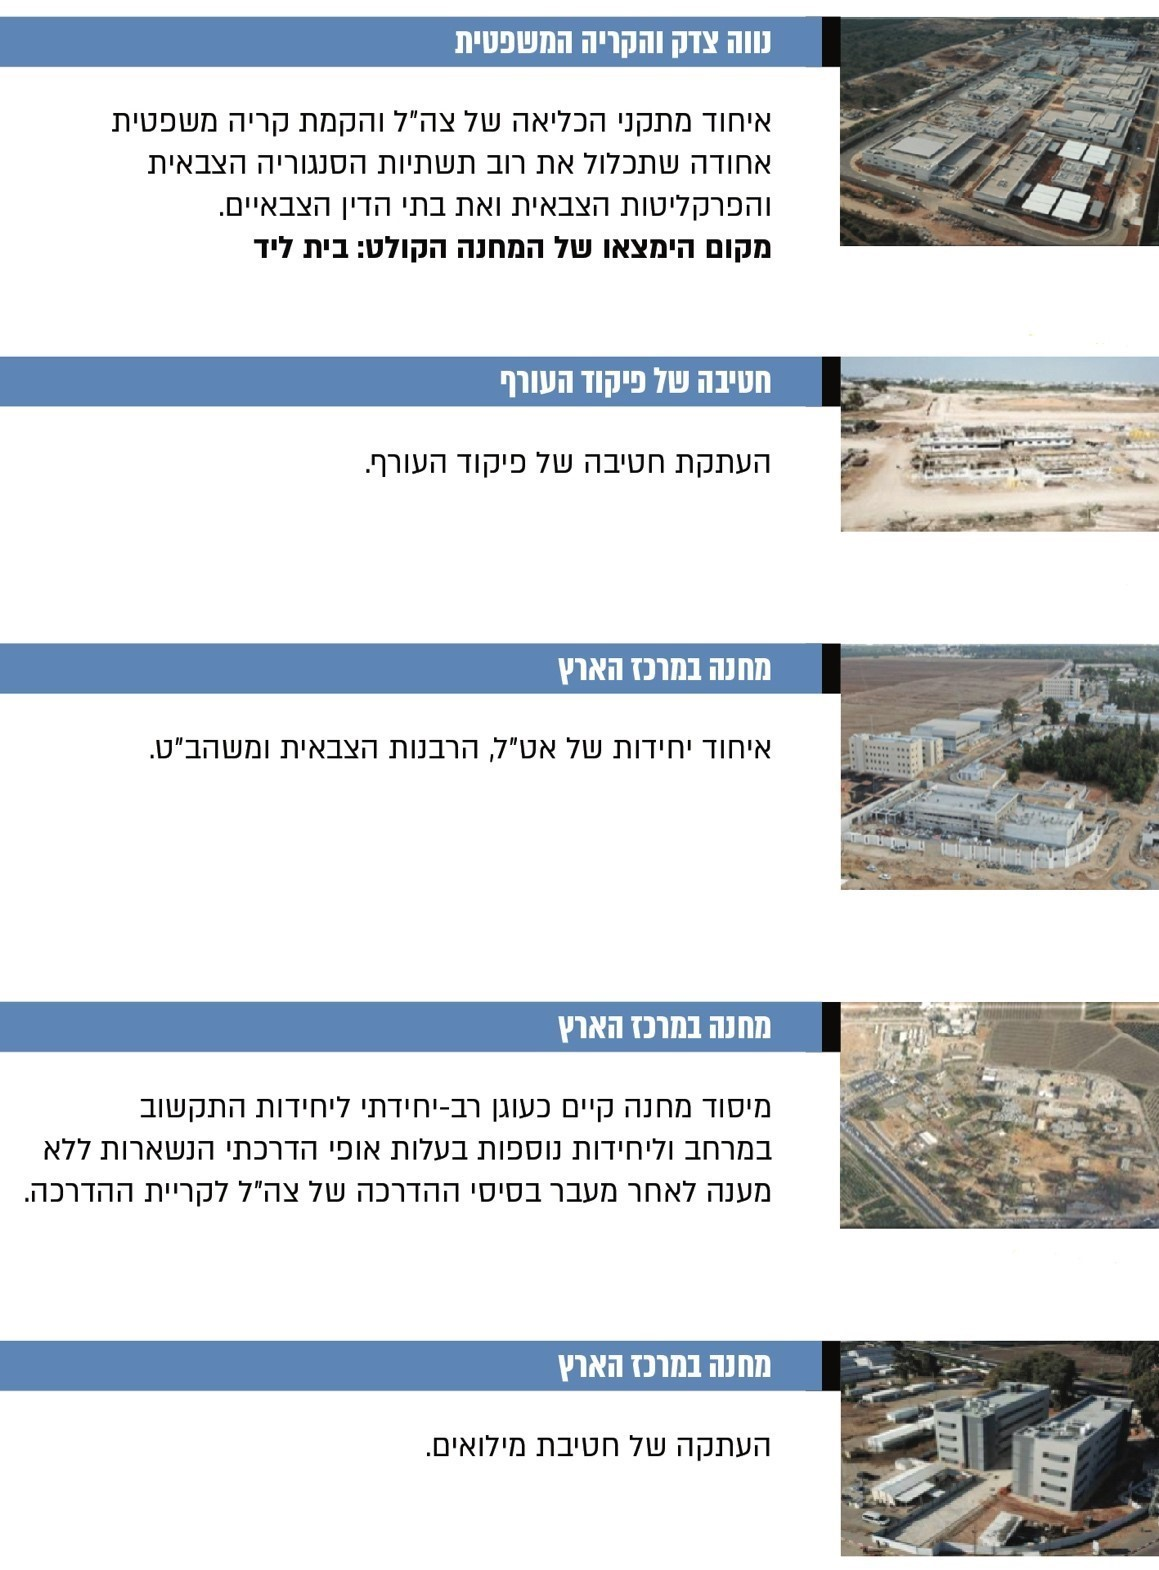 נווה צדק והקריה המשפטית
איחוד מתקני הכליאה של צה"ל והקמת קריה משפטית
אחודה שתכלול את רוב תשתיות הסנגוריה הצבאית
והפרקליטות הצבאית ואת בתי הדין הצבאיים.
מקום הימצאו של המחנה הקולט: בית ליד
חטיבה של פיקוד העורף
העתקת חטיבה של פיקוד העורף.
מחנה במרכז הארץ
איחוד יחידות של אט"ל, הרבנות הצבאית ומשהב"ט.
מחנה במרכז הארץ
מיסוד מחנה קיים כעוגן רב-יחידתי ליחידות התקשוב
במרחב וליחידות נוספות בעלות אופי הדרכתי הנשארות ללא
מענה לאחר מעבר בסיסי ההדרכה של צה"ל לקריית ההדרכה.
מחנה במרכז הארץ
העתקה של חטיבת מילואים.